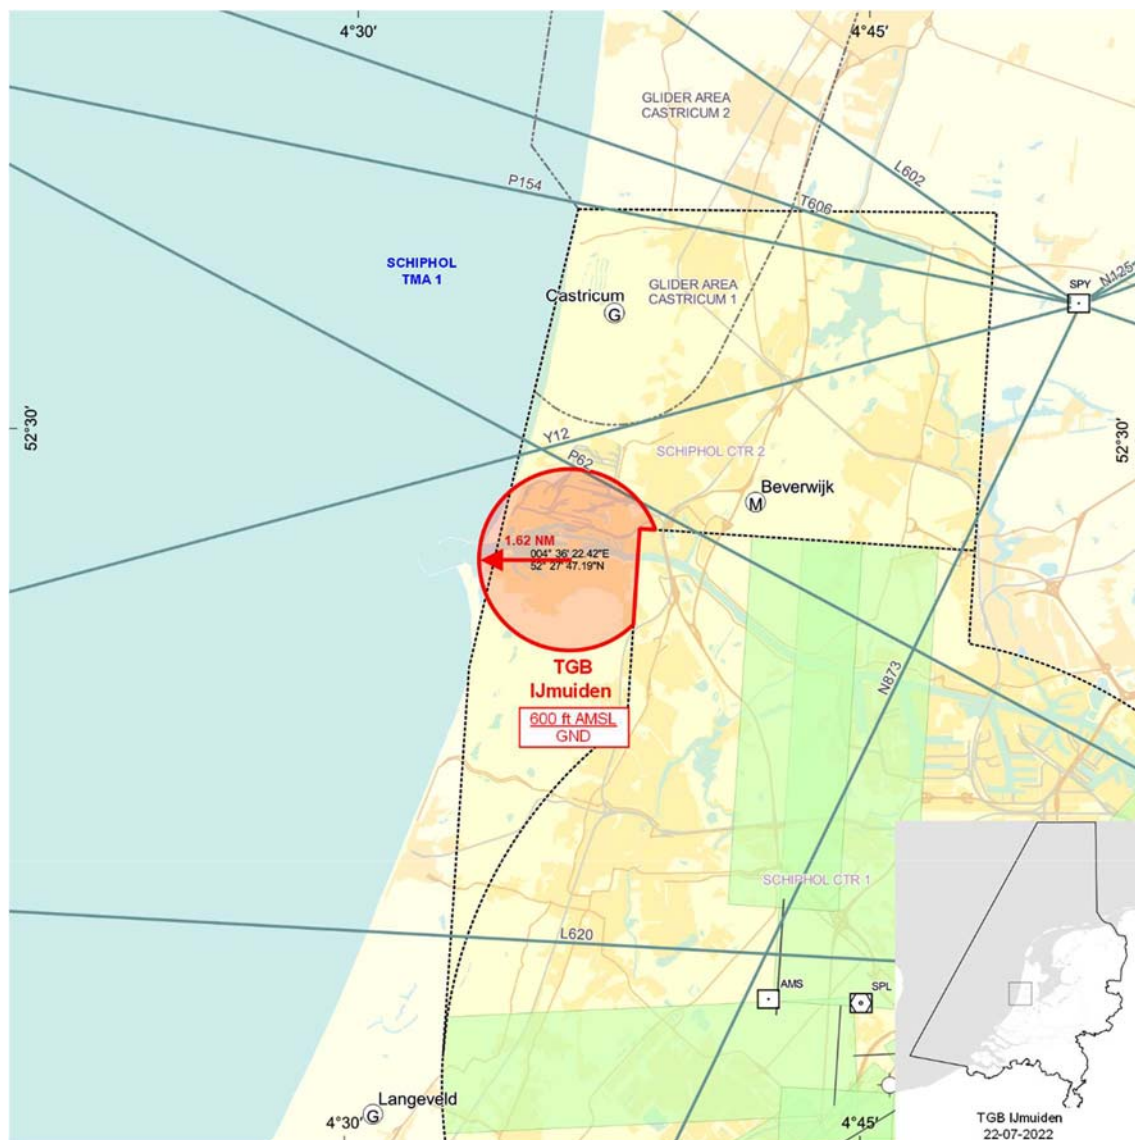 4°30'
4°45'
GLIDER AREA
CASTRICUM 2
L602
P154
T606
SCHIPHOL
TMA 1
GLIDER AREA
CASTRICUM 1
Castricum
G
SPY
N125
52°30'
52°30'
Y12
P62
SCHIPHOL CTR 2
Beverwijk
M
1.62 NM
004° 36' 22.42"E
52° 27' 47.19"N
TGB
IJmuiden
600 ft AMSL
GND
N873
SCHIPHOL CTR 1
L620
AMS
SPL
Langeveld
G
4°30'
4°45'
TGB IJmuiden
22-07-2022